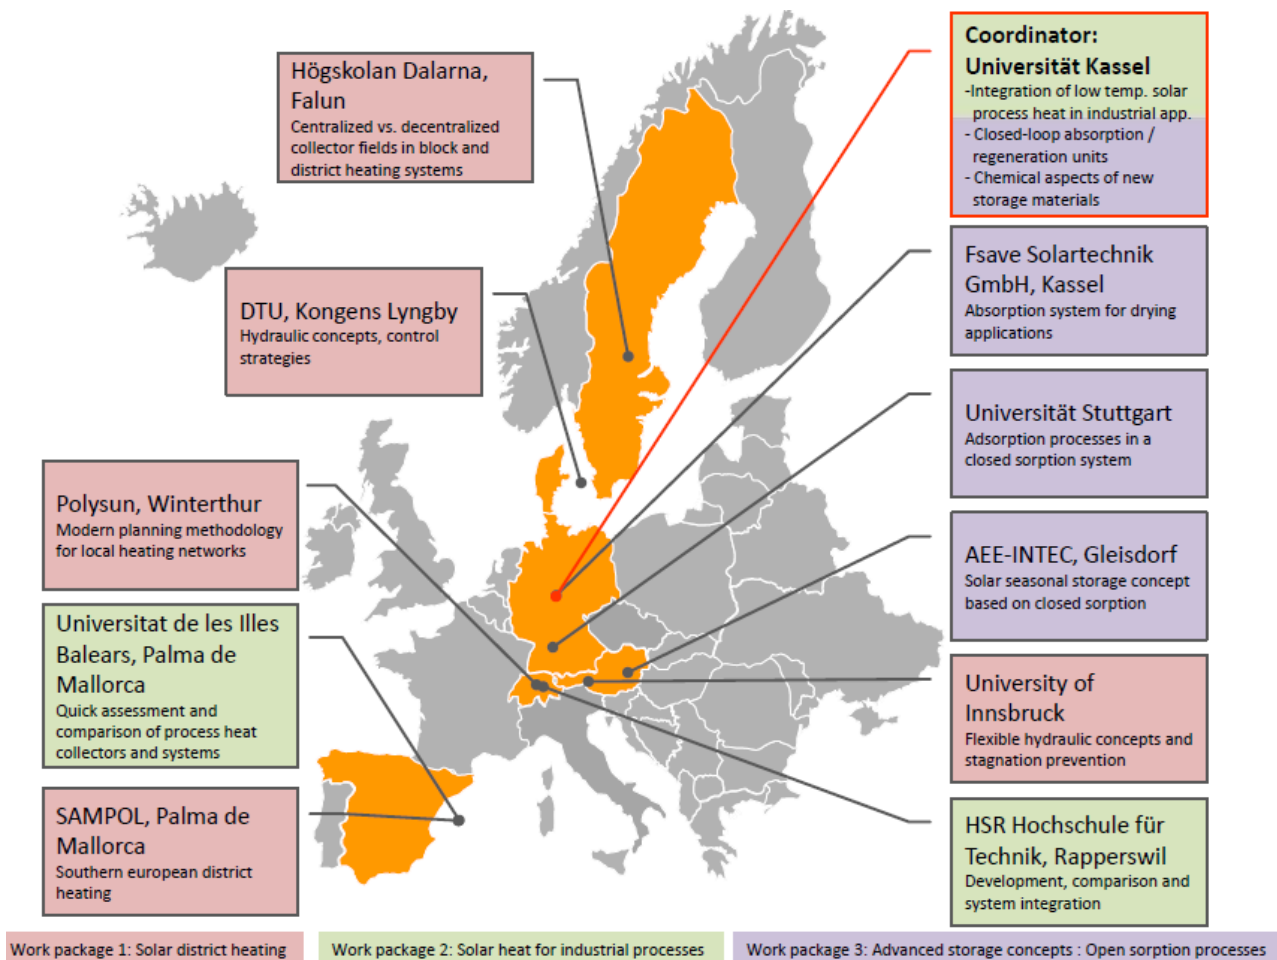 Högskolan Dalarna,
Falun
Centralized vs. decentralized
collector fields in block and
district heating systems
DTU, Kongens Lyngby
Hydraulic concepts, control
strategies
Polysun, Winterthur
Modern planning methodology
for local heating networks
Universitat de les Illes
Balears, Palma de
Mallorca
Quick assessment and
comparison of process heat
collectors and systems
SAMPOL, Palma de
Mallorca
Southern european district
heating
Coordinator:
Universität Kassel
-Integration of low temp. solar
process heat in industrial app.
- Closed-loop absorption /
regeneration units
- Chemical aspects of new
storage materials
Fsave Solartechnik
GmbH, Kassel
Absorption system for drying
applications
Universität Stuttgart
Adsorption processes in a
closed sorption system
AEE-INTEC, Gleisdorf
Solar seasonal storage concept
based on closed sorption
University of
Innsbruck
Flexible hydraulic concepts and
stagnation prevention
HSR Hochschule für
Technik, Rapperswil
Development, comparison and
system integration
Work package 1: Solar district heating
Work package 2: Solar heat for industrial processes
Work package 3: Advanced storage concepts : Open sorption processes